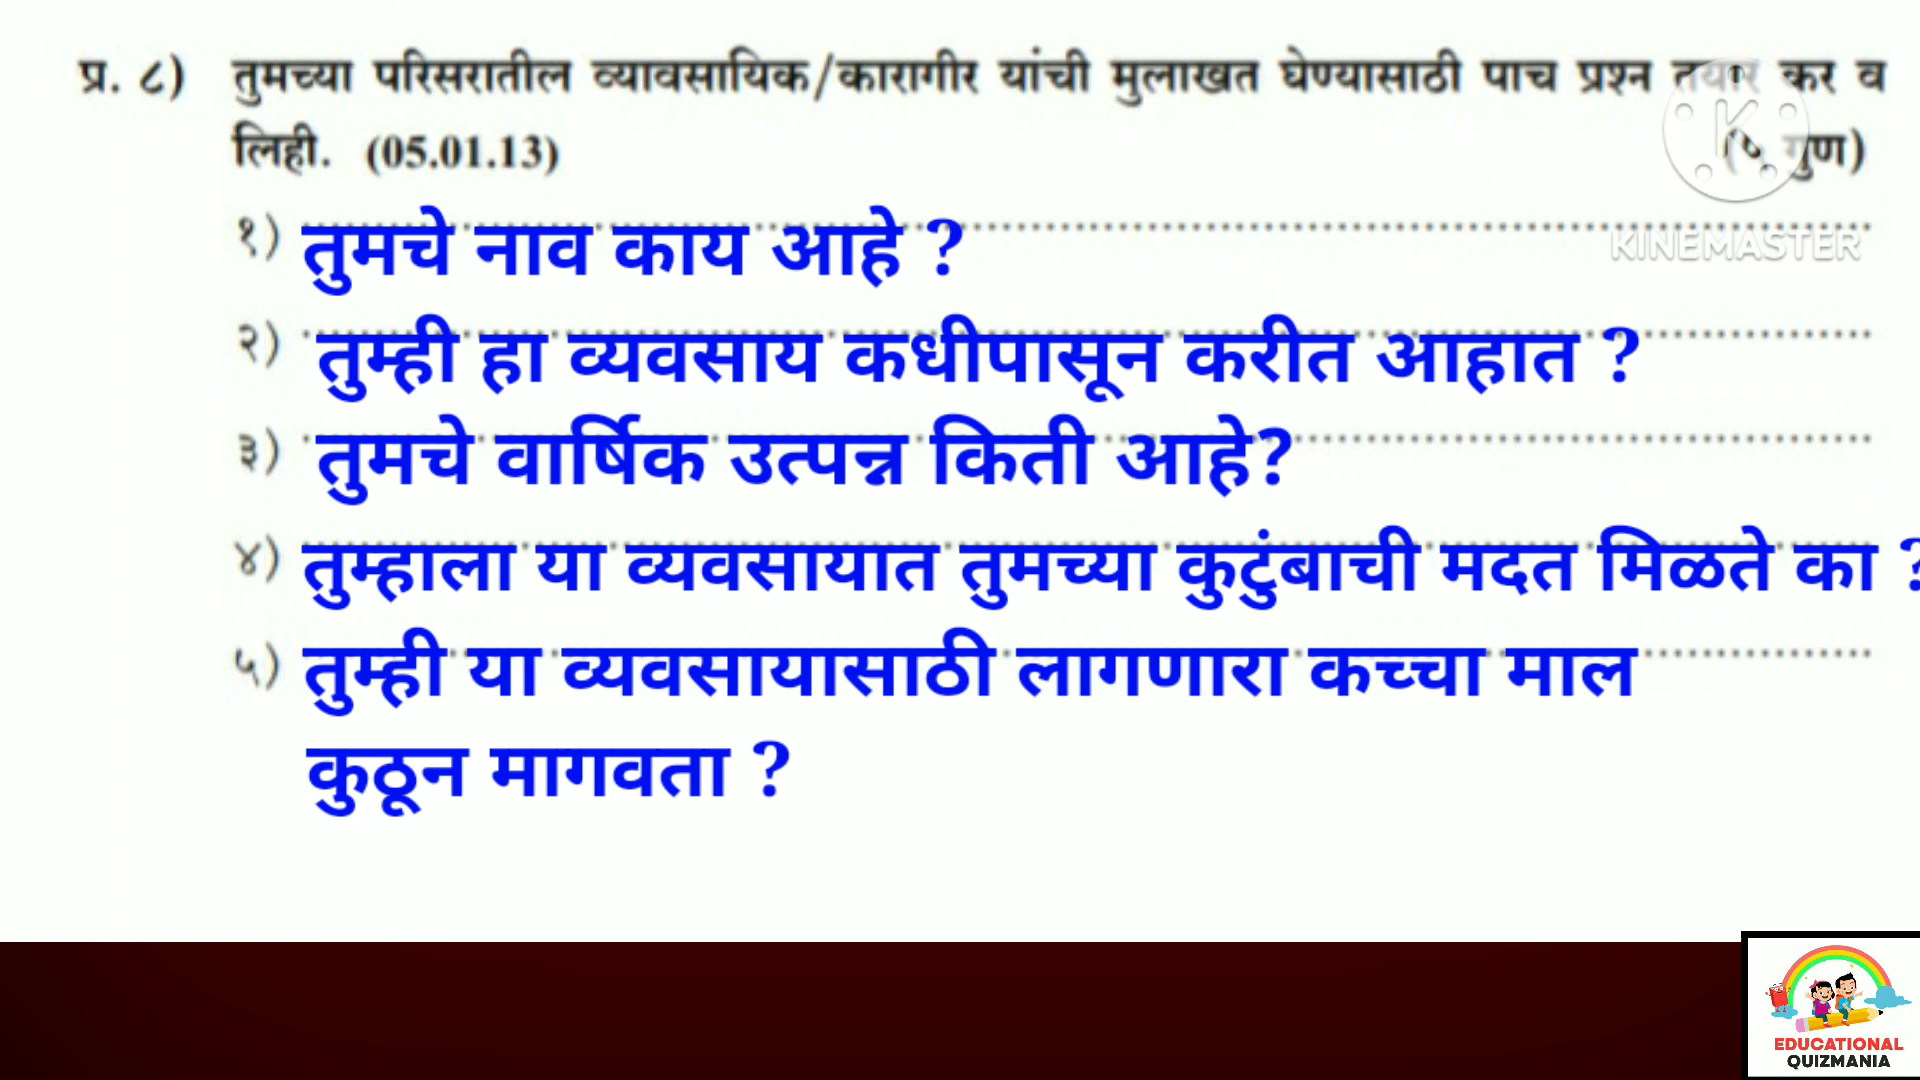 प्र. ८) तुमच्या परिसरातील व्यावसायिक/कारागीर यांची मुलाखत घेण्यासाठी पाच प्रश्न तयार कर व
लिही. (05.01.13) (५ गुण)
KINEMASTER
१) तुमचे नाव काय आहे ?
२) तुम्ही हा व्यवसाय कधीपासून करीत आहात ?
३) तुमचे वार्षिक उत्पन्न किती आहे?
४) तुम्हाला या व्यवसायात तुमच्या कुटुंबाची मदत मिळते का ?
५) तुम्ही या व्यवसायासाठी लागणारा कच्चा माल
कुठून मागवता ?
EDUCATIONAL
QUIZMANIA